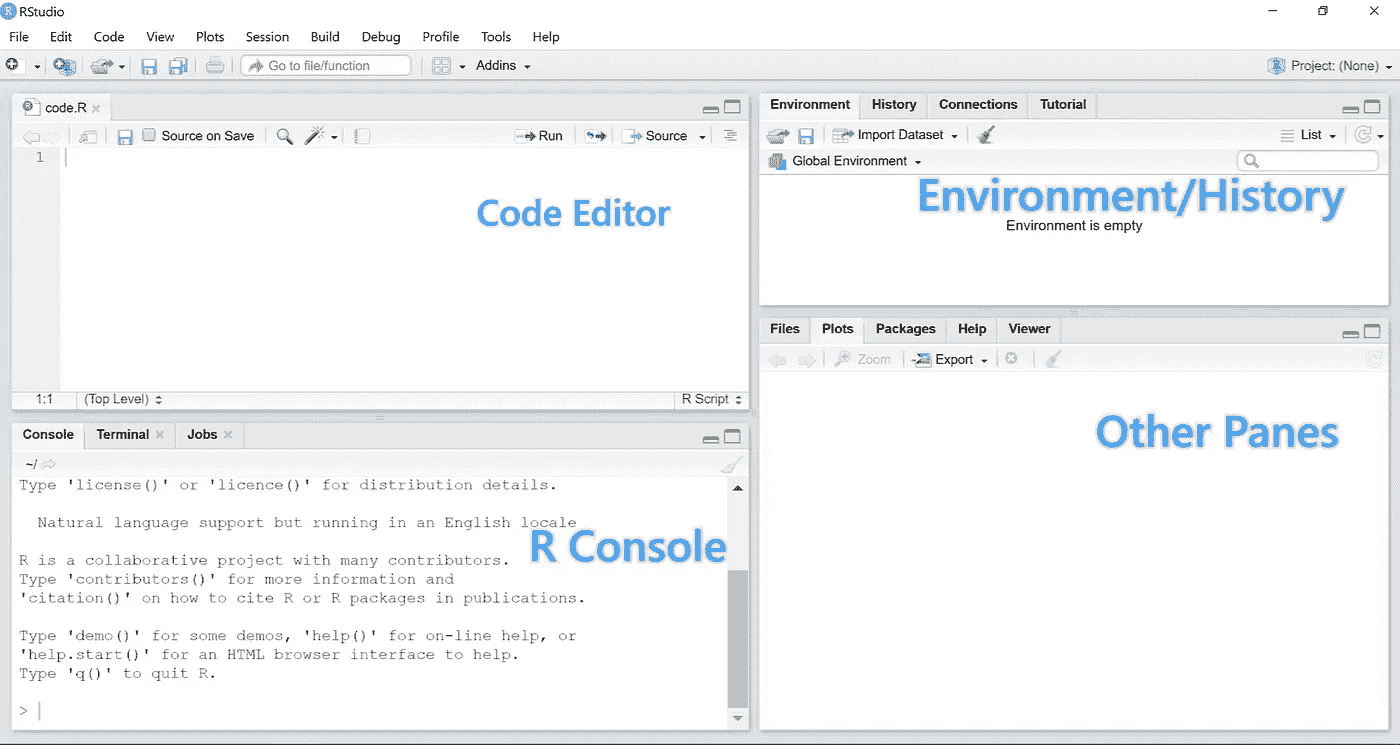 RStudio
File Edit Code View Plots Session Build Debug Profile Tools Help
Go to file/function Addins Project: (None)
code.R
Source on Save Run Source
1
Code Editor
1:1 (Top Level) R Script
Console Terminal Jobs
~/
Type 'license()' or 'licence()' for distribution details.
Natural language support but running in an English locale
R is a collaborative project with many contributors.
Type 'contributors()' for more information and
'citation()' on how to cite R or R packages in publications.
Type 'demo()' for some demos, 'help()' for on-line help, or
'help.start()' for an HTML browser interface to help.
Type 'q()' to quit R.
>
R Console
Environment History Connections Tutorial
Import Dataset List
Global Environment
Environment/History
Environment is empty
Files Plots Packages Help Viewer
Zoom Export
Other Panes